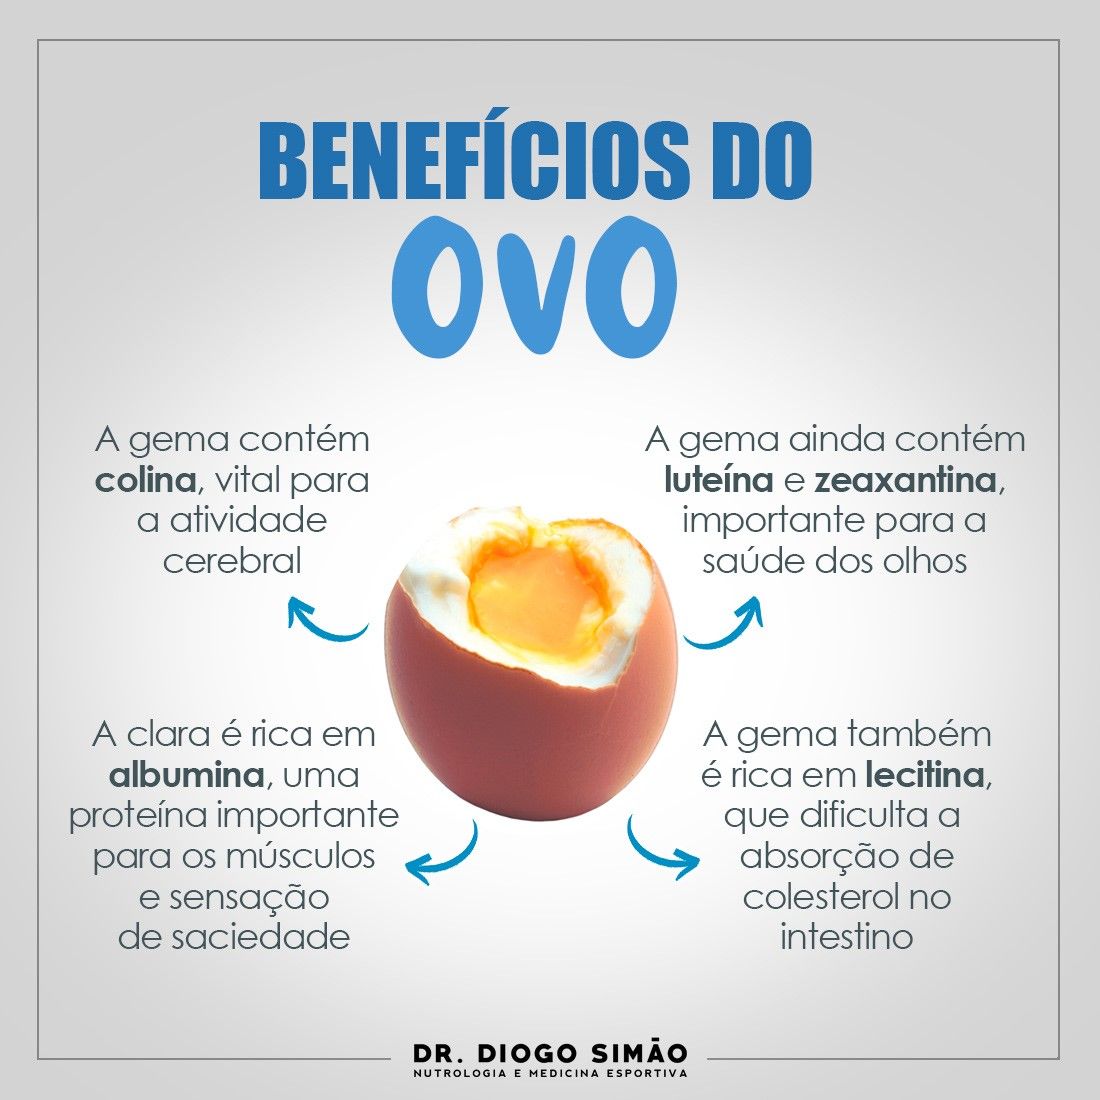 BENEFÍCIOS DO
OVO
A gema contém
colina, vital para
a atividade
cerebral
A gema ainda contém
luteína e zeaxantina,
importante para a
saúde dos olhos
A clara é rica em
albumina, uma
proteína importante
para os músculos
e sensação
de saciedade
A gema também
é rica em lecitina,
que dificulta a
absorção de
colesterol no
intestino
DR. DIOGO SIMÃO
NUTROLOGIA E MEDICINA ESPORTIVA